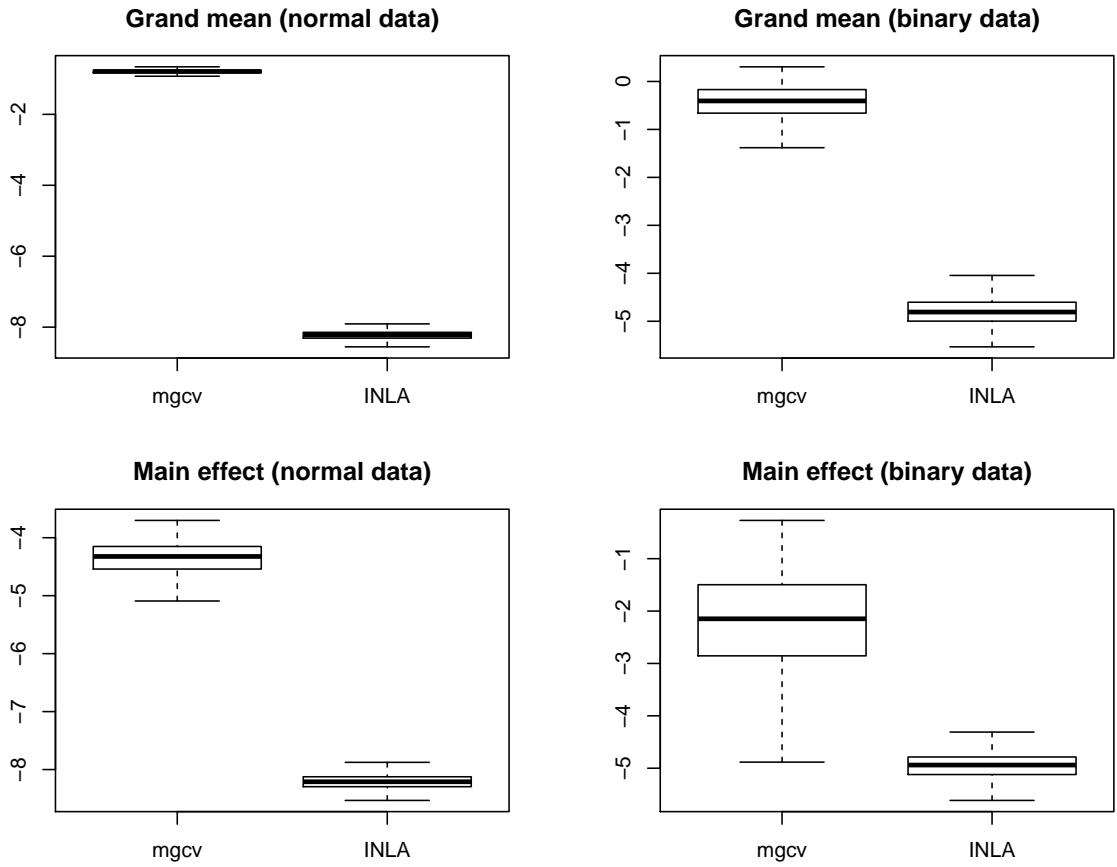 Grand mean (normal data)
−2
−4
−6
−8
mgcv INLA
Grand mean (binary data)
0
−1
−2
−3
−4
−5
mgcv INLA
Main effect (normal data)
−4
−5
−6
−7
−8
mgcv INLA
Main effect (binary data)
−1
−2
−3
−4
−5
mgcv INLA